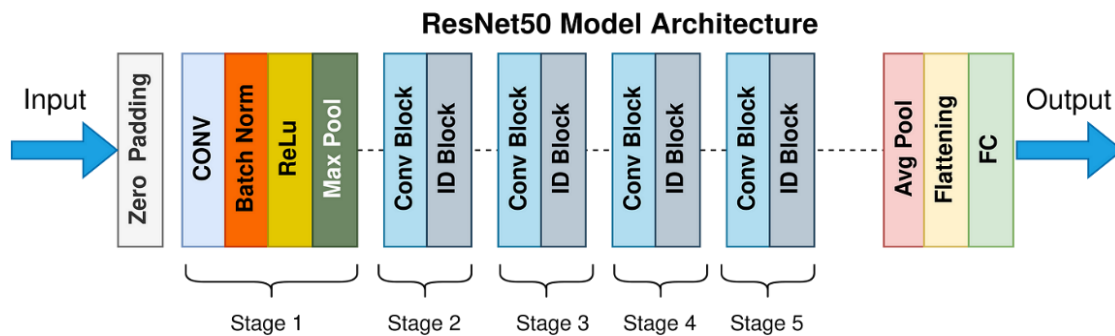 ResNet50 Model Architecture
Input
Zero Padding
CONV
Batch Norm
ReLu
Max Pool
Conv Block
ID Block
Conv Block
ID Block
Conv Block
ID Block
Conv Block
ID Block
Avg Pool
Flattening
FC
Output
Stage 1
Stage 2
Stage 3
Stage 4
Stage 5